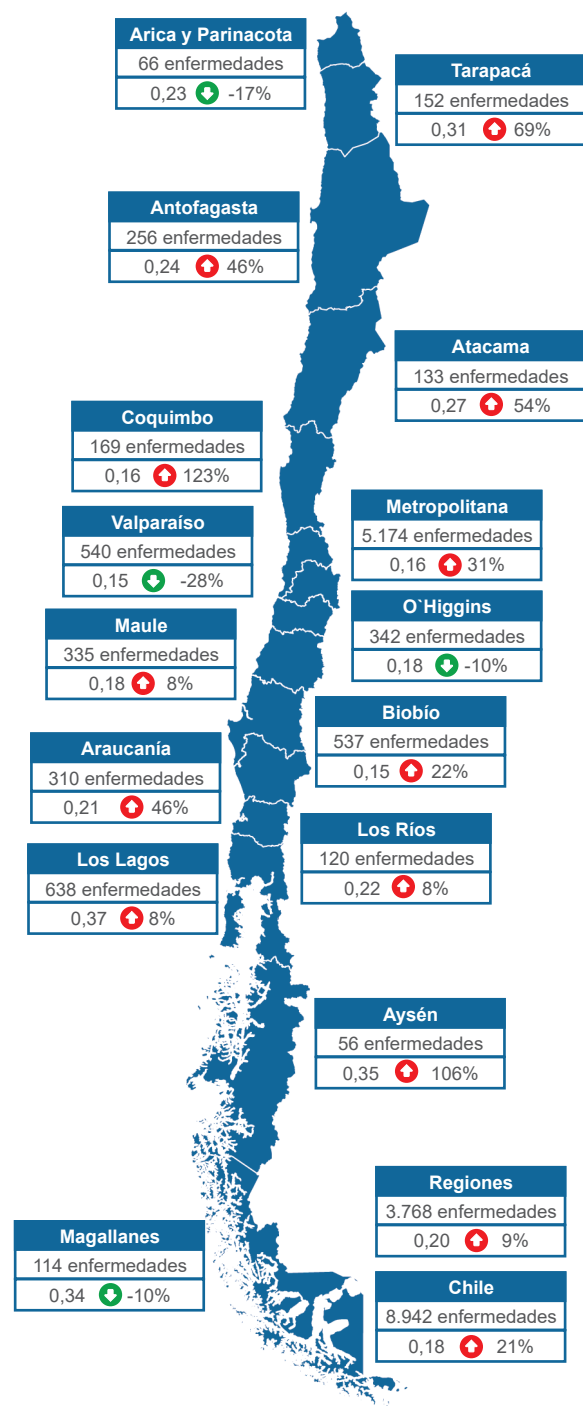 Arica y Parinacota
66 enfermedades
0,23 -17%
Tarapacá
152 enfermedades
0,31 69%
Antofagasta
256 enfermedades
0,24 46%
Atacama
133 enfermedades
0,27 54%
Coquimbo
169 enfermedades
0,16 123%
Metropolitana
5.174 enfermedades
0,16 31%
Valparaíso
540 enfermedades
0,15 -28%
O`Higgins
342 enfermedades
0,18 -10%
Maule
335 enfermedades
0,18 8%
Biobío
537 enfermedades
0,15 22%
Araucanía
310 enfermedades
0,21 46%
Los Ríos
120 enfermedades
0,22 8%
Los Lagos
638 enfermedades
0,37 8%
Aysén
56 enfermedades
0,35 106%
Regiones
3.768 enfermedades
0,20 9%
Magallanes
114 enfermedades
0,34 -10%
Chile
8.942 enfermedades
0,18 21%